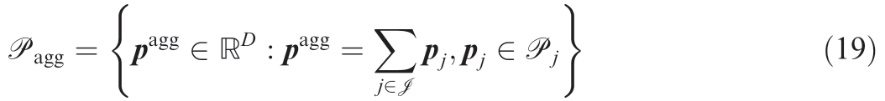 𝒫_agg = { 𝒑^agg ∈ ℝ^D : 𝒑^agg = ∑_{j∈𝒥} 𝒑_j, 𝒑_j ∈ 𝒫_j } (19)